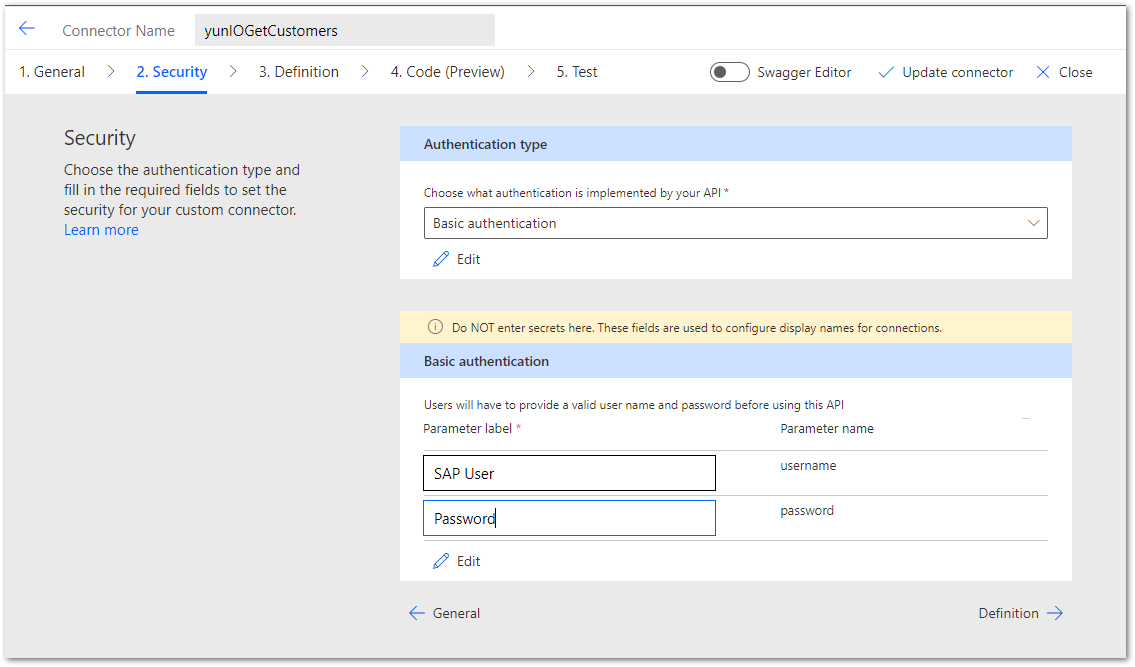 Connector Name yunIOGetCustomers
1. General 2. Security 3. Definition 4. Code (Preview) 5. Test Swagger Editor Update connector Close
Security
Choose the authentication type and
fill in the required fields to set the
security for your custom connector.
Learn more
Authentication type
Choose what authentication is implemented by your API *
Basic authentication
Edit
Do NOT enter secrets here. These fields are used to configure display names for connections.
Basic authentication
Users will have to provide a valid user name and password before using this API
Parameter label * Parameter name
SAP User username
Password password
Edit
General Definition